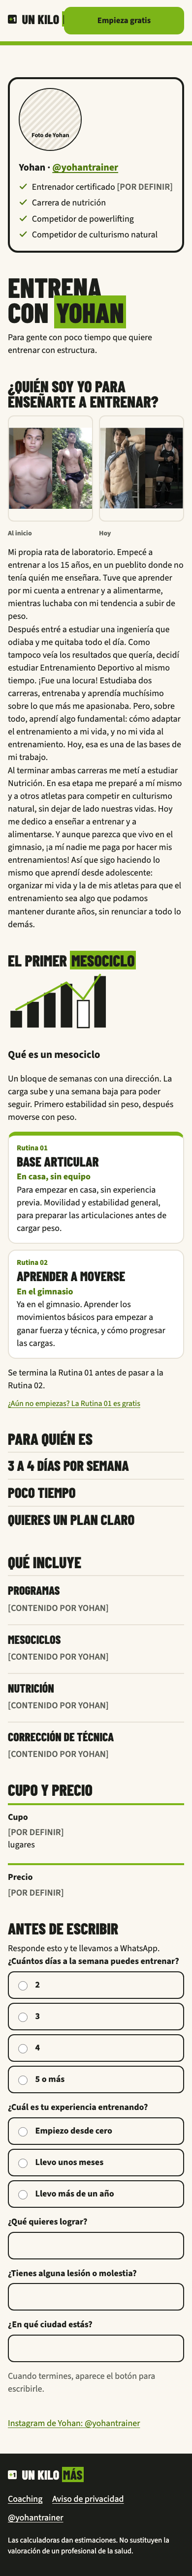 UN KILO
Empieza gratis
Foto de Yohan
Yohan · @yohantrainer
Entrenador certificado [POR DEFINIR]
Carrera de nutrición
Competidor de powerlifting
Competidor de culturismo natural
ENTRENA
CON YOHAN
Para gente con poco tiempo que quiere
entrenar con estructura.
¿QUIÉN SOY YO PARA
ENSEÑARTE A ENTRENAR?
Al inicio
Hoy
Mi propia rata de laboratorio. Empecé a
entrenar a los 15 años, en un pueblito donde no
tenía quién me enseñara. Tuve que aprender
por mi cuenta a entrenar y a alimentarme,
mientras luchaba con mi tendencia a subir de
peso.
Después entré a estudiar una ingeniería que
odiaba y me quitaba todo el día. Como
tampoco veía los resultados que quería, decidí
estudiar Entrenamiento Deportivo al mismo
tiempo. ¡Fue una locura! Estudiaba dos
carreras, entrenaba y aprendía muchísimo
sobre lo que más me apasionaba. Pero, sobre
todo, aprendí algo fundamental: cómo adaptar
el entrenamiento a mi vida, y no mi vida al
entrenamiento. Hoy, esa es una de las bases de
mi trabajo.
Al terminar ambas carreras me metí a estudiar
Nutrición. En esa etapa me preparé a mí mismo
y a otros atletas para competir en culturismo
natural, sin dejar de lado nuestras vidas. Hoy
me dedico a enseñar a entrenar y a
alimentarse. Y aunque parezca que vivo en el
gimnasio, ¡a mí nadie me paga por hacer mis
entrenamientos! Así que sigo haciendo lo
mismo que aprendí desde adolescente:
organizar mi vida y la de mis atletas para que el
entrenamiento sea algo que podamos
mantener durante años, sin renunciar a todo lo
demás.
EL PRIMER MESOCICLO
Qué es un mesociclo
Un bloque de semanas con una dirección. La
carga sube y una semana baja para poder
seguir. Primero estabilidad sin peso, después
moverse con peso.
Rutina 01
BASE ARTICULAR
En casa, sin equipo
Para empezar en casa, sin experiencia
previa. Movilidad y estabilidad general,
para preparar las articulaciones antes de
cargar peso.
Rutina 02
APRENDER A MOVERSE
En el gimnasio
Ya en el gimnasio. Aprender los
movimientos básicos para empezar a
ganar fuerza y técnica, y cómo progresar
las cargas.
Se termina la Rutina 01 antes de pasar a la
Rutina 02.
¿Aún no empiezas? La Rutina 01 es gratis
PARA QUIÉN ES
3 A 4 DÍAS POR SEMANA
POCO TIEMPO
QUIERES UN PLAN CLARO
QUÉ INCLUYE
PROGRAMAS
[CONTENIDO POR YOHAN]
MESOCICLOS
[CONTENIDO POR YOHAN]
NUTRICIÓN
[CONTENIDO POR YOHAN]
CORRECCIÓN DE TÉCNICA
[CONTENIDO POR YOHAN]
CUPO Y PRECIO
Cupo
[POR DEFINIR]
lugares
Precio
[POR DEFINIR]
ANTES DE ESCRIBIR
Responde esto y te llevamos a WhatsApp.
¿Cuántos días a la semana puedes entrenar?
2
3
4
5 o más
¿Cuál es tu experiencia entrenando?
Empiezo desde cero
Llevo unos meses
Llevo más de un año
¿Qué quieres lograr?
¿Tienes alguna lesión o molestia?
¿En qué ciudad estás?
Cuando termines, aparece el botón para
escribirle.
Instagram de Yohan: @yohantrainer
UN KILO MÁS
Coaching Aviso de privacidad
@yohantrainer
Las calculadoras dan estimaciones. No sustituyen la
valoración de un profesional de la salud.